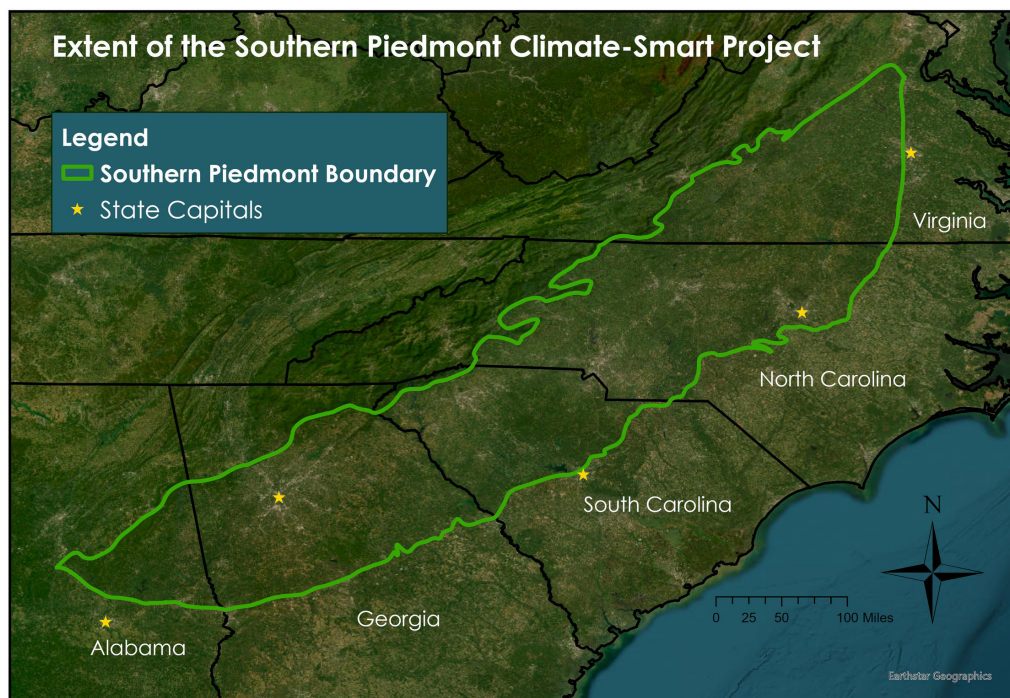 Extent of the Southern Piedmont Climate-Smart Project
Legend
Southern Piedmont Boundary
State Capitals
Virginia
North Carolina
South Carolina
Georgia
Alabama
N
0 25 50 100 Miles
Earthstar Geographics